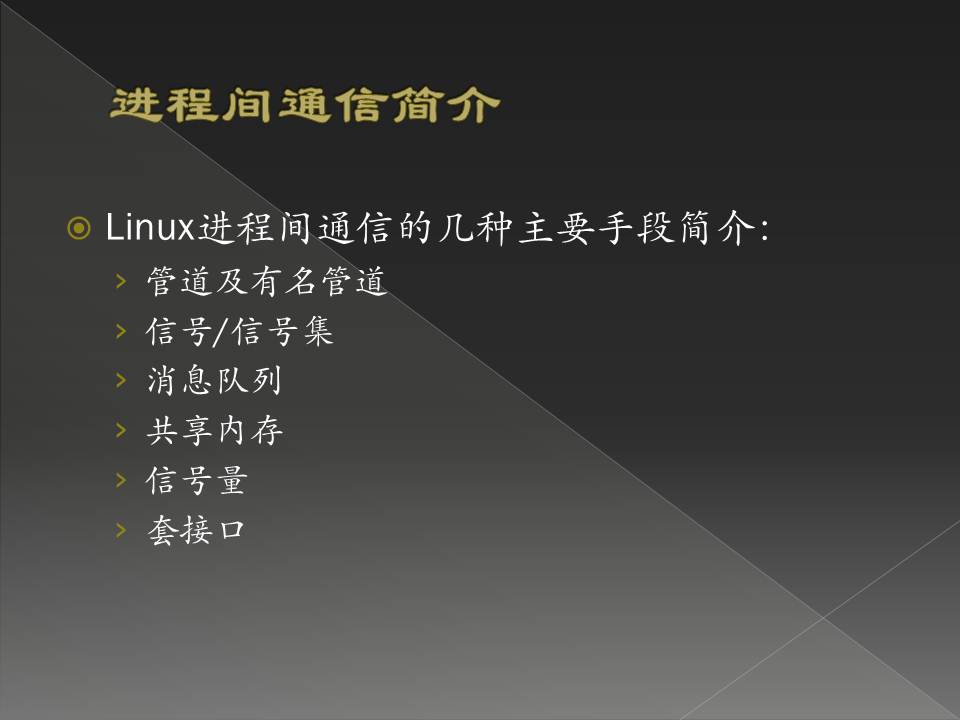 进程间通信简介
Linux进程间通信的几种主要手段简介:
管道及有名管道
信号/信号集
消息队列
共享内存
信号量
套接口